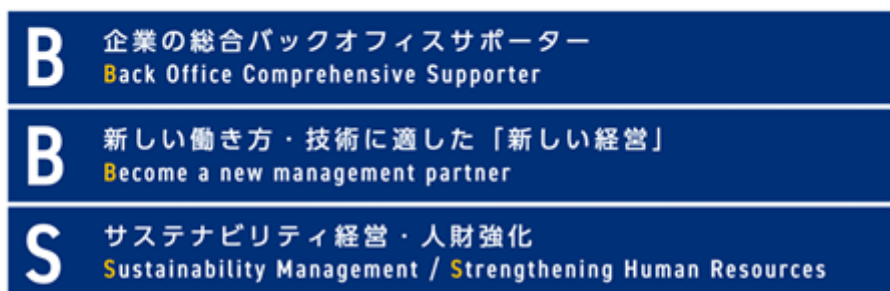 B
企業の総合バックオフィスサポーター
Back Office Comprehensive Supporter
B
新しい働き方・技術に適した「新しい経営」
Become a new management partner
S
サステナビリティ経営・人財強化
Sustainability Management / Strengthening Human Resources